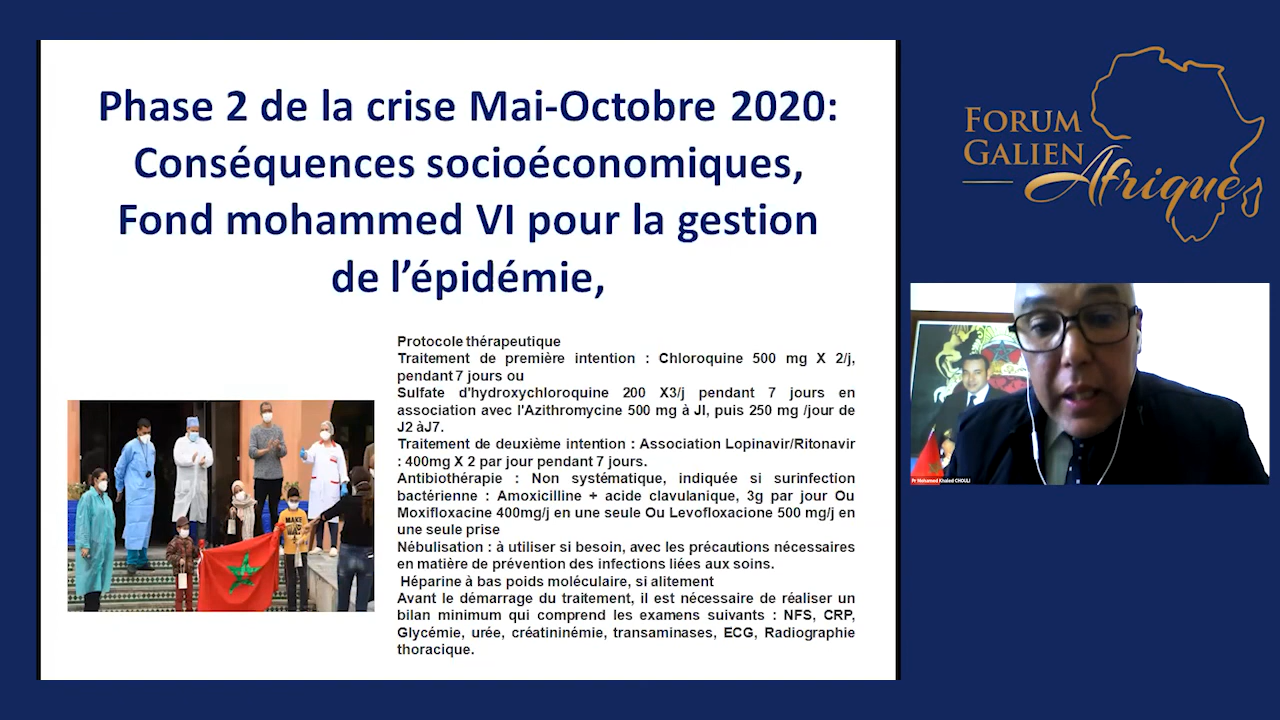 Phase 2 de la crise Mai-Octobre 2020:
Conséquences socioéconomiques,
Fond mohammed VI pour la gestion
de l’épidémie,
Protocole thérapeutique
Traitement de première intention : Chloroquine 500 mg X 2/j,
pendant 7 jours ou
Sulfate d'hydroxychloroquine 200 X3/j pendant 7 jours en
association avec l'Azithromycine 500 mg à JI, puis 250 mg /jour de
J2 àJ7.
Traitement de deuxième intention : Association Lopinavir/Ritonavir
: 400mg X 2 par jour pendant 7 jours.
Antibiothérapie : Non systématique, indiquée si surinfection
bactérienne : Amoxicilline + acide clavulanique, 3g par jour Ou
Moxifloxacine 400mg/j en une seule Ou Levofloxacione 500 mg/j en
une seule prise
Nébulisation : à utiliser si besoin, avec les précautions nécessaires
en matière de prévention des infections liées aux soins.
Héparine à bas poids moléculaire, si alitement
Avant le démarrage du traitement, il est nécessaire de réaliser un
bilan minimum qui comprend les examens suivants : NFS, CRP,
Glycémie, urée, créatininémie, transaminases, ECG, Radiographie
thoracique.
FORUM
GALIEN
Afrique
Pr Mohamed Khaled CHOULI